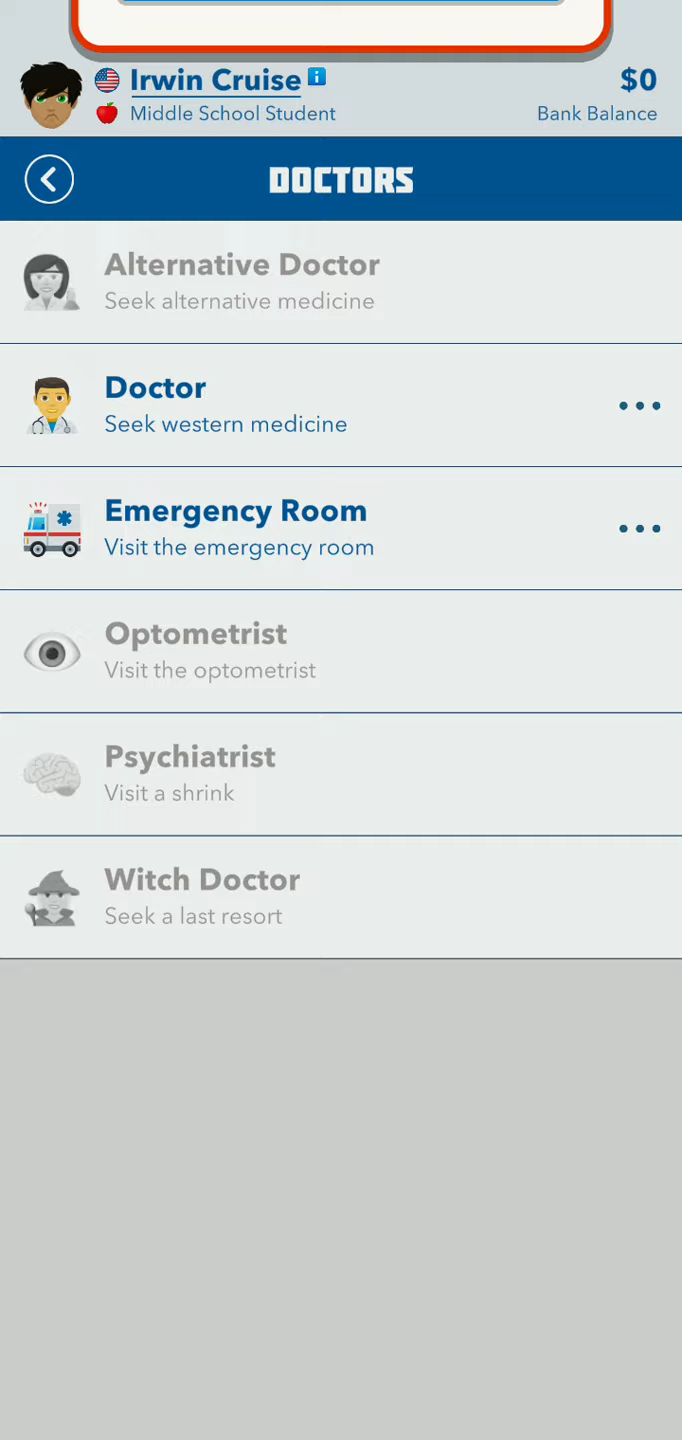 Irwin Cruise
$0
Middle School Student
Bank Balance
DOCTORS
Alternative Doctor
Seek alternative medicine
Doctor
Seek western medicine
Emergency Room
Visit the emergency room
Optometrist
Visit the optometrist
Psychiatrist
Visit a shrink
Witch Doctor
Seek a last resort